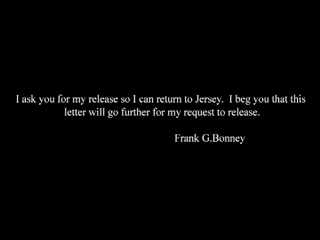 I ask you for my release so I can return to Jersey.  I beg you that this
letter will go further for my request to release.
Frank G.Bonney